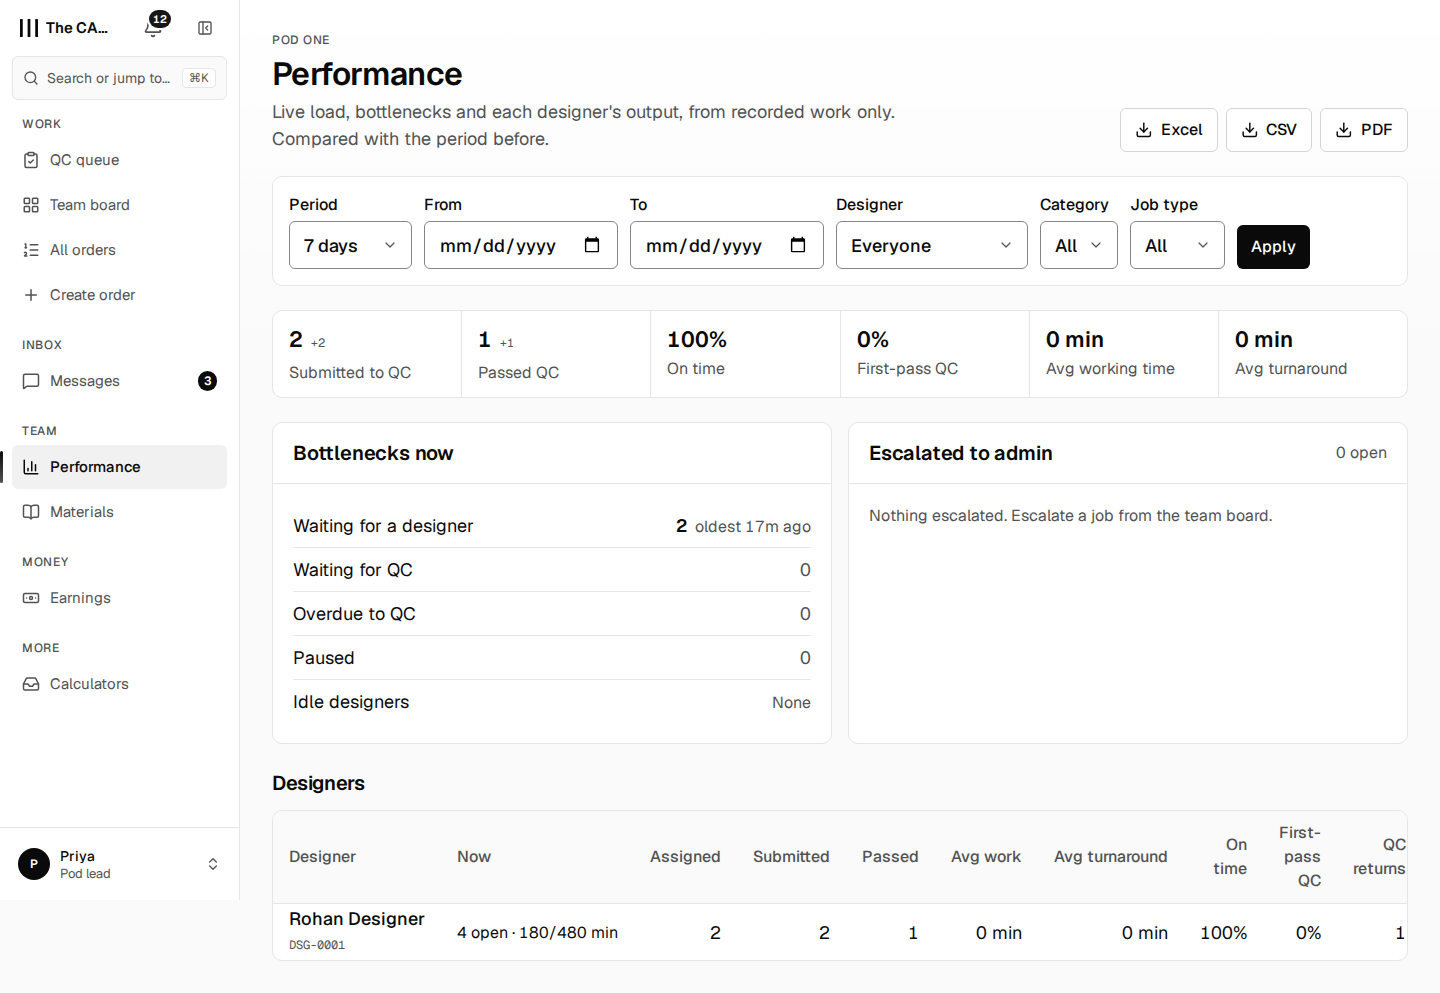 The CA...
12
Search or jump to...
⌘K
WORK
QC queue
Team board
All orders
Create order
INBOX
Messages
3
TEAM
Performance
Materials
MONEY
Earnings
MORE
Calculators
P
Priya
Pod lead
POD ONE
Performance
Live load, bottlenecks and each designer's output, from recorded work only.
Compared with the period before.
Excel
CSV
PDF
Period
From
To
Designer
Category
Job type
7 days
mm/dd/yyyy
mm/dd/yyyy
Everyone
All
All
Apply
2 +2
Submitted to QC
1 +1
Passed QC
100%
On time
0%
First-pass QC
0 min
Avg working time
0 min
Avg turnaround
Bottlenecks now
Waiting for a designer 2 oldest 17m ago
Waiting for QC 0
Overdue to QC 0
Paused 0
Idle designers None
Escalated to admin 0 open
Nothing escalated. Escalate a job from the team board.
Designers
Designer
Now
Assigned
Submitted
Passed
Avg work
Avg turnaround
On
time
First-
pass
QC
QC
returns
Rohan Designer
DSG-0001
4 open · 180/480 min
2
2
1
0 min
0 min
100%
0%
1